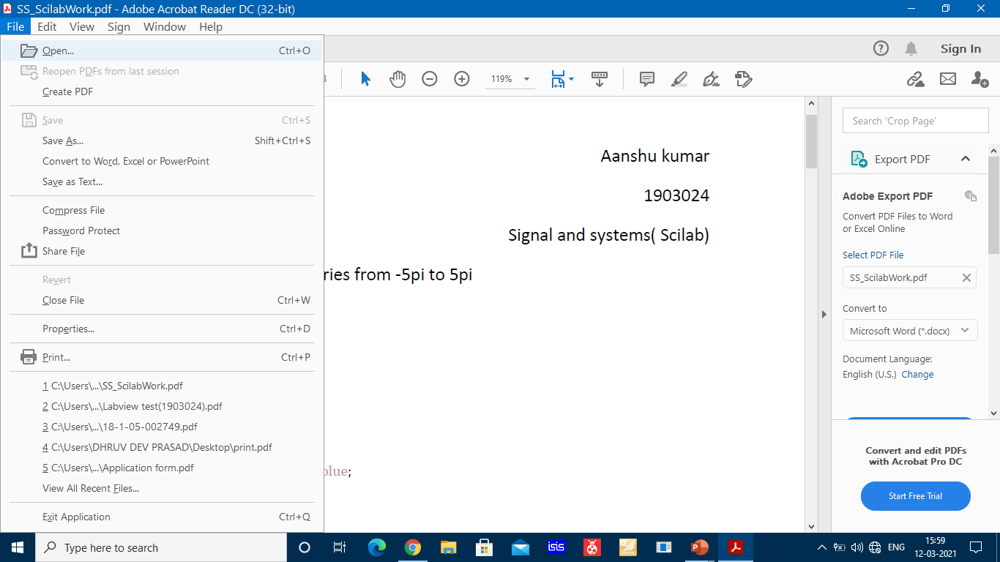 SS_ScilabWork.pdf - Adobe Acrobat Reader DC (32-bit)
File Edit View Sign Window Help
Open... Ctrl+O
Reopen PDFs from last session
Create PDF
Save Ctrl+S
Save As... Shift+Ctrl+S
Convert to Word, Excel or PowerPoint
Save as Text...
Compress File
Password Protect
Share File
Revert
Close File Ctrl+W
Properties... Ctrl+D
Print... Ctrl+P
1 C:\Users\...\SS_ScilabWork.pdf
2 C:\Users\...\Labview test(1903024).pdf
3 C:\Users\...\18-1-05-002749.pdf
4 C:\Users\DHRUV DEV PRASAD\Desktop\print.pdf
5 C:\Users\...\Application form.pdf
View All Recent Files...
Exit Application Ctrl+Q
Sign In
119%
Aanshu kumar
1903024
Signal and systems( Scilab)
ries from -5pi to 5pi
blue;
Search 'Crop Page'
Export PDF
Adobe Export PDF
Convert PDF Files to Word
or Excel Online
Select PDF File
SS_ScilabWork.pdf
Convert to
Microsoft Word (*.docx)
Document Language:
English (U.S.) Change
Convert and edit PDFs
with Acrobat Pro DC
Start Free Trial
Type here to search
isis
ENG
15:59
12-03-2021